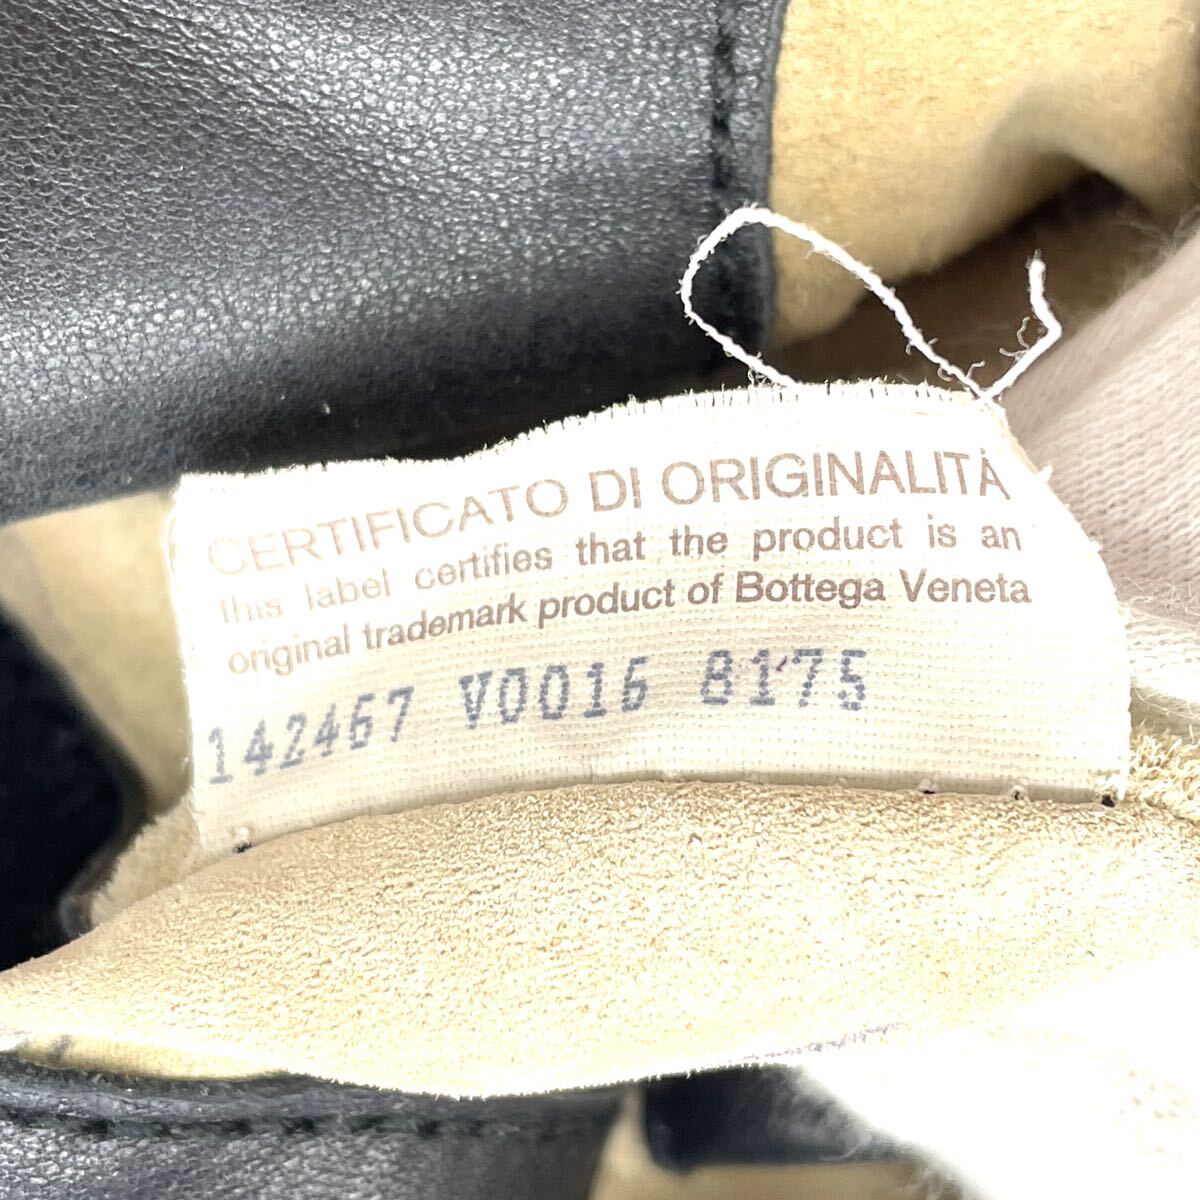 CERTIFICATO DI ORIGINALITÀ
this label certifies that the product is an
original trademark product of Bottega Veneta
142467 V0016 8175